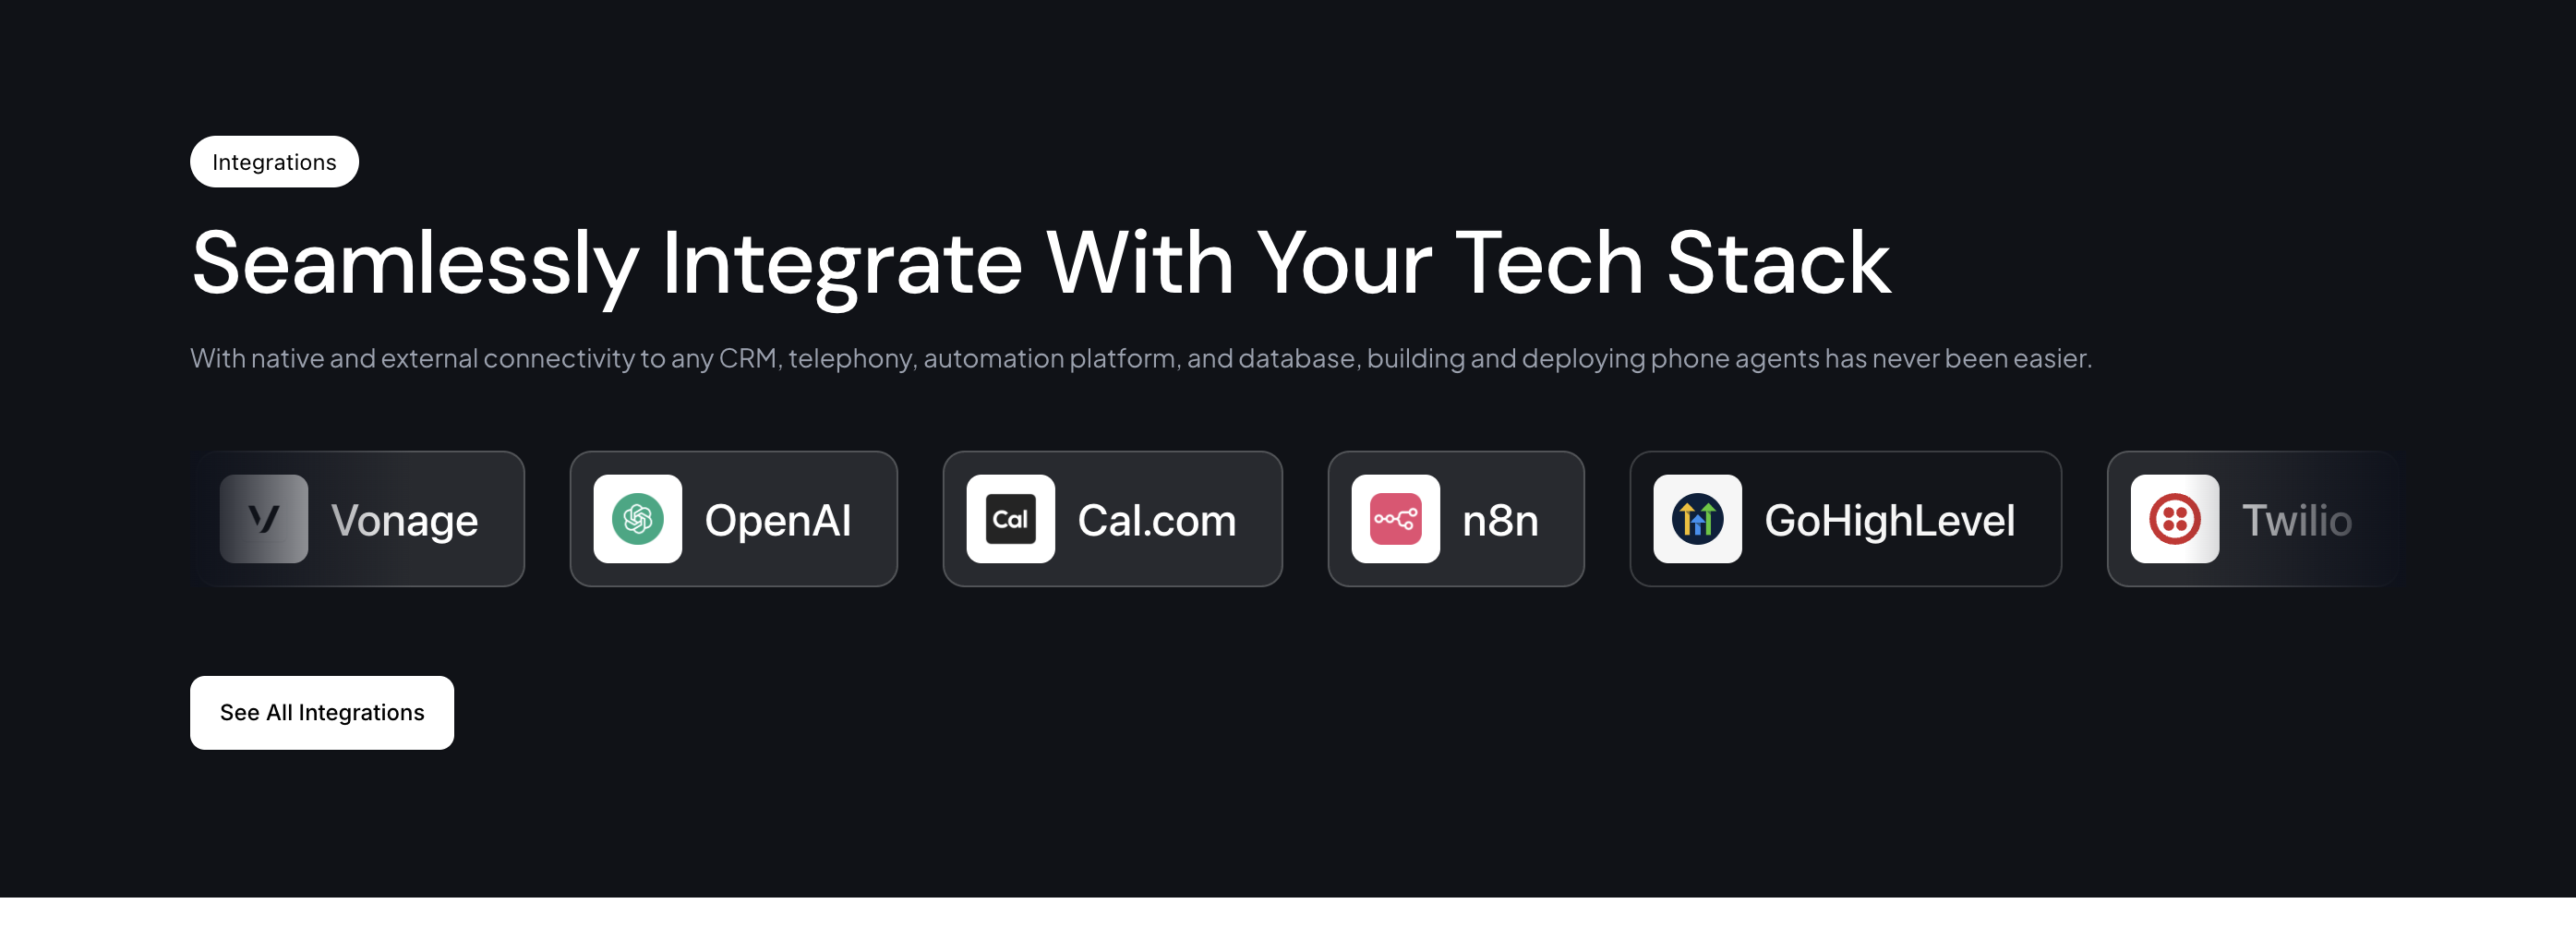 Integrations
Seamlessly Integrate With Your Tech Stack
With native and external connectivity to any CRM, telephony, automation platform, and database, building and deploying phone agents has never been easier.
Vonage OpenAI Cal Cal.com n8n GoHighLevel Twilio
See All Integrations